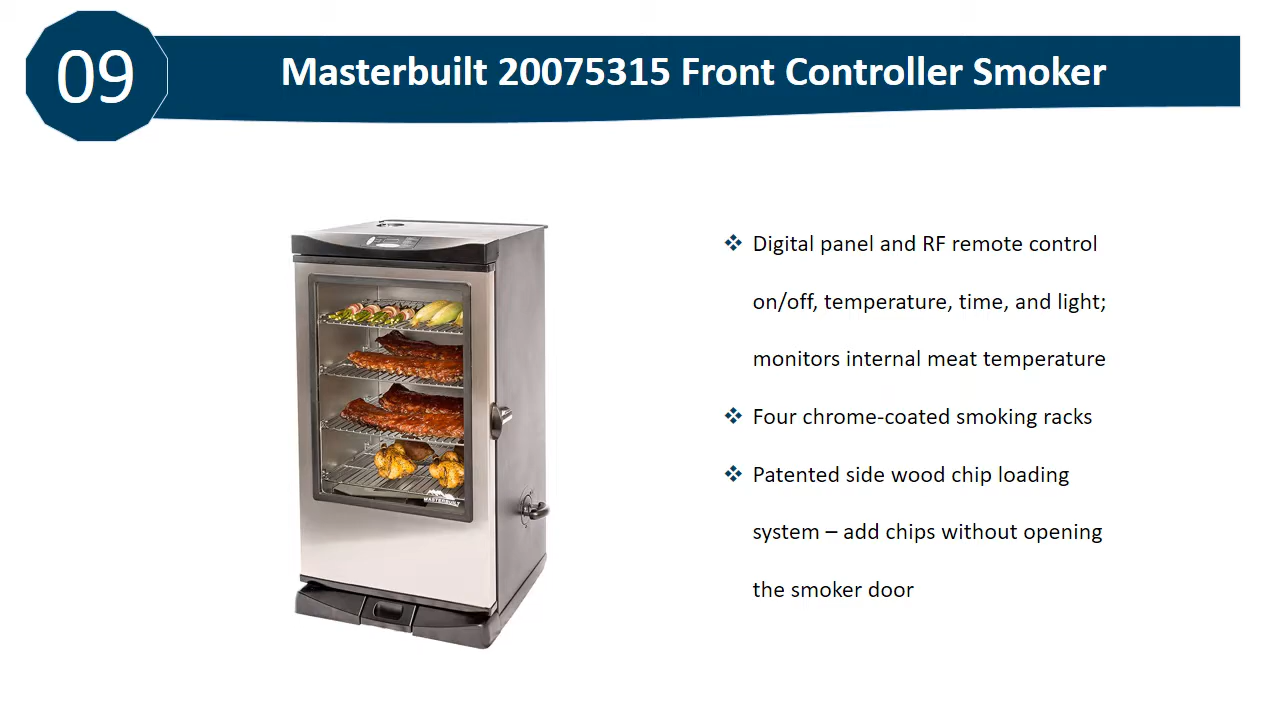 09
Masterbuilt 20075315 Front Controller Smoker
Digital panel and RF remote control
on/off, temperature, time, and light;
monitors internal meat temperature
Four chrome-coated smoking racks
Patented side wood chip loading
system – add chips without opening
the smoker door
MASTERBUILT